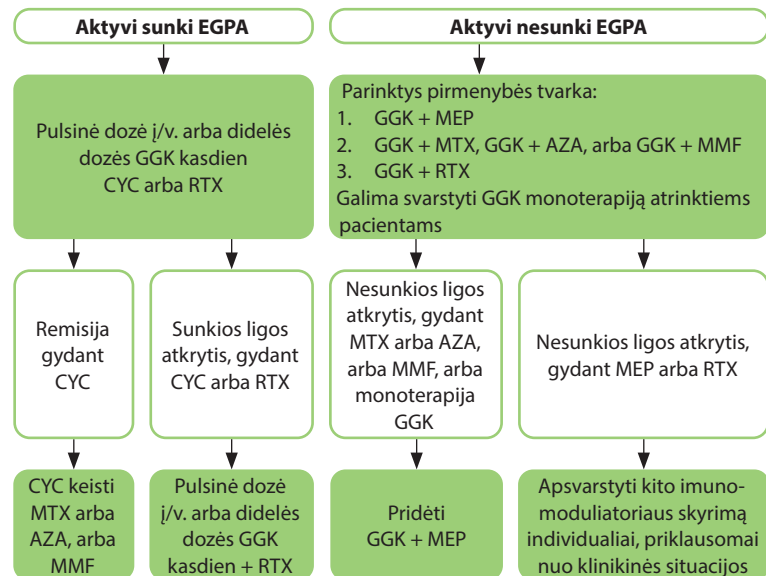 Aktyvi sunki EGPA
Pulsinė dozė į/v. arba didelės
dozės GGK kasdien
CYC arba RTX
Remisija
gydant
CYC
Sunkios ligos
atkrytis, gydant
CYC arba RTX
CYC keisti
MTX arba
AZA, arba
MMF
Pulsinė dozė
į/v. arba didelės
dozės GGK
kasdien + RTX
Aktyvi nesunki EGPA
Parinktys pirmenybės tvarka:
1. GGK + MEP
2. GGK + MTX, GGK + AZA, arba GGK + MMF
3. GGK + RTX
Galima svarstyti GGK monoterapiją atrinktiems
pacientams
Nesunkios ligos
atkrytis, gydant
MTX arba AZA,
arba MMF, arba
monoterapija
GGK
Nesunkios ligos atkrytis,
gydant MEP arba RTX
Pridėti
GGK + MEP
Apsvarstyti kito imuno-
moduliatoriaus skyrimą
individualiai, priklausomai
nuo klinikinės situacijos